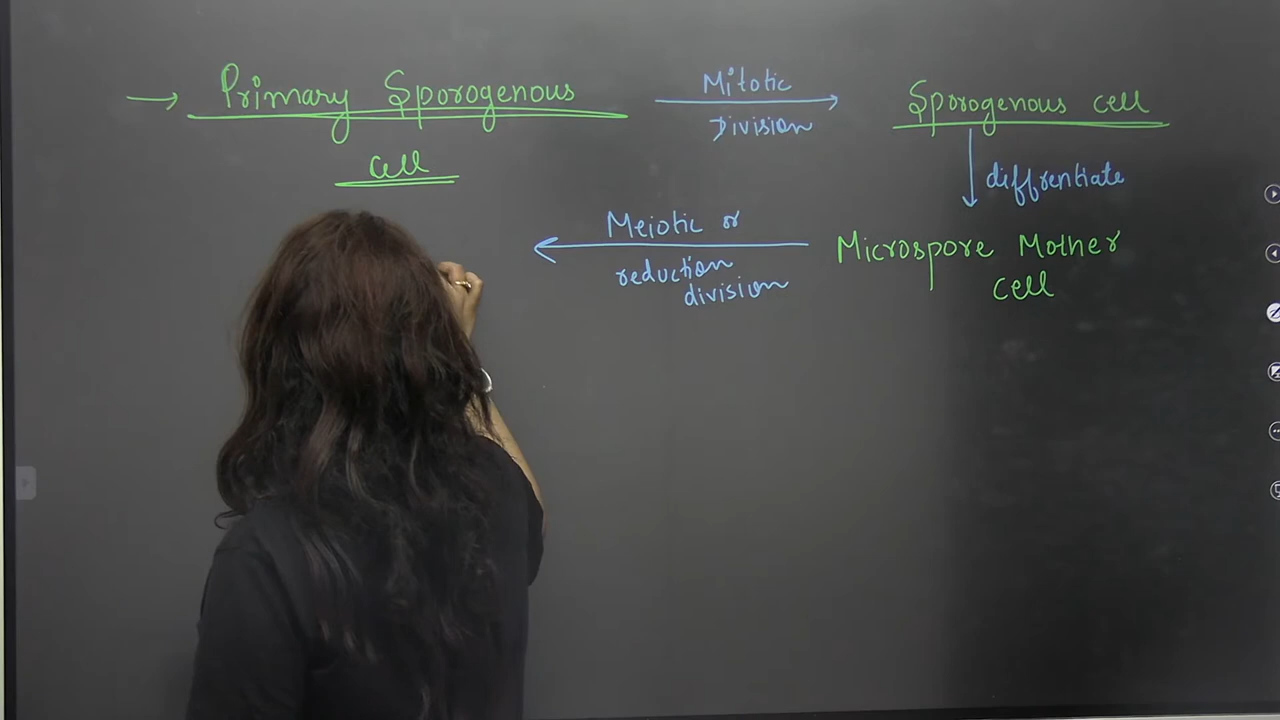 → Primary Sporogenous
cell
Mitotic
Division
Sporogenous cell
differentiate
Microspore Mother
cell
Meiotic or
reduction
division